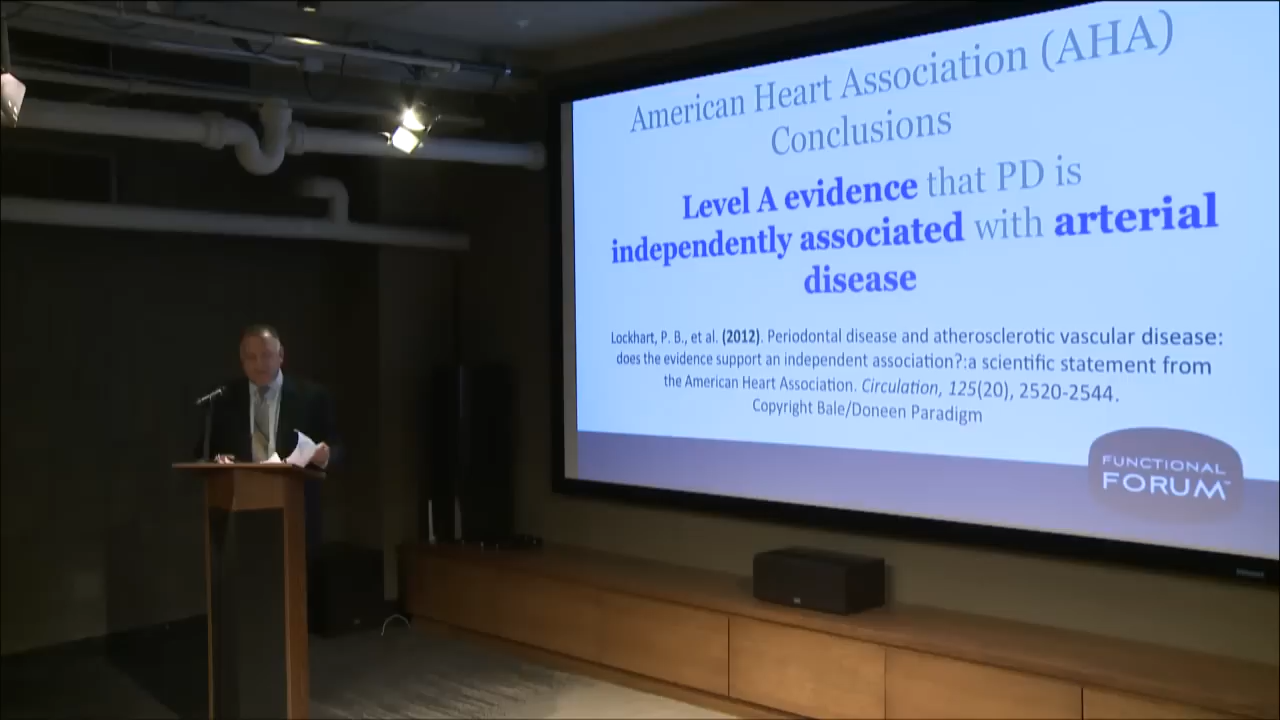 American Heart Association (AHA)
Conclusions
Level A evidence that PD is
independently associated with arterial
disease
Lockhart, P. B., et al. (2012). Periodontal disease and atherosclerotic vascular disease:
does the evidence support an independent association?:a scientific statement from
the American Heart Association. Circulation, 125(20), 2520-2544.
Copyright Bale/Doneen Paradigm
FUNCTIONAL
FORUM